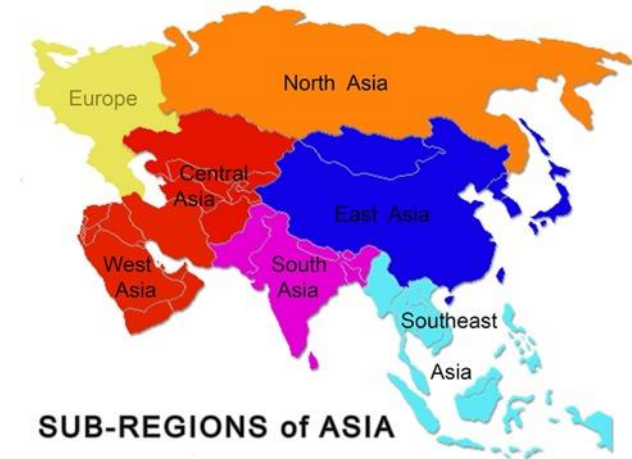 North Asia
Europe
Central
Asia
East Asia
West
Asia
South
Asia
Southeast
Asia
SUB-REGIONS of ASIA